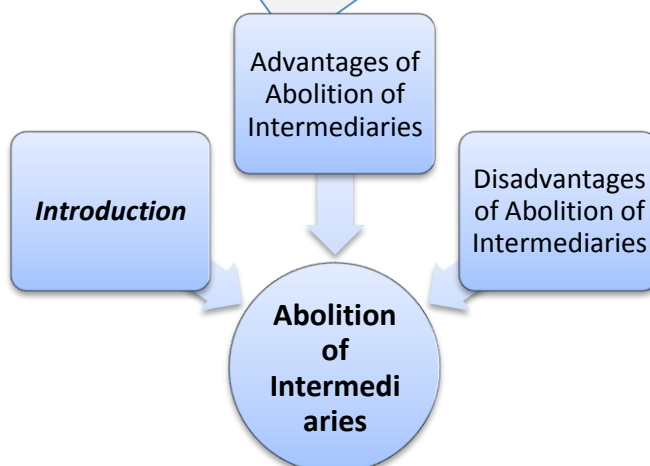 Advantages of
Abolition of
Intermediaries
Introduction
Disadvantages
of Abolition of
Intermediaries
Abolition
of
Intermedi
aries